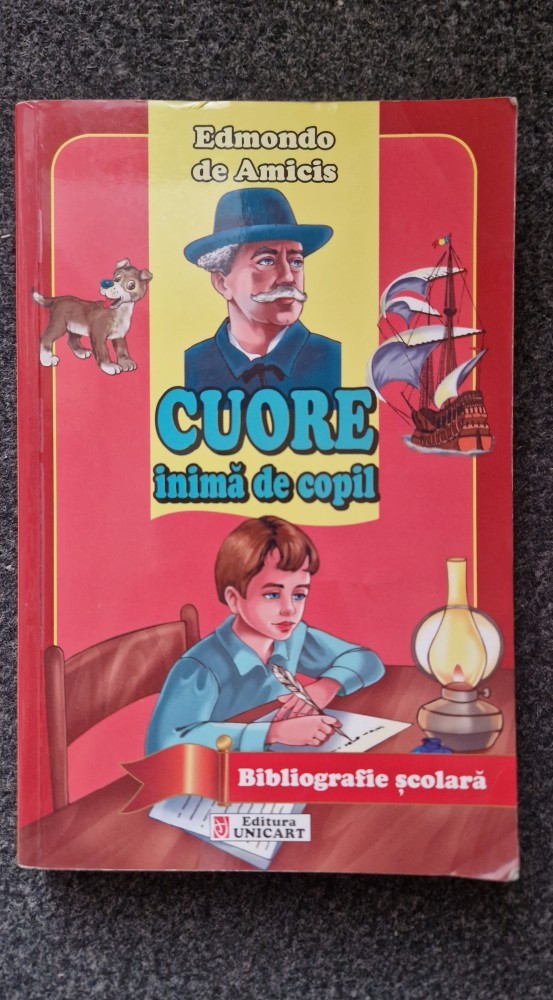 Edmondo
de Amicis
CUORE
inimă de copil
Bibliografie școlară
Editura
UNICART